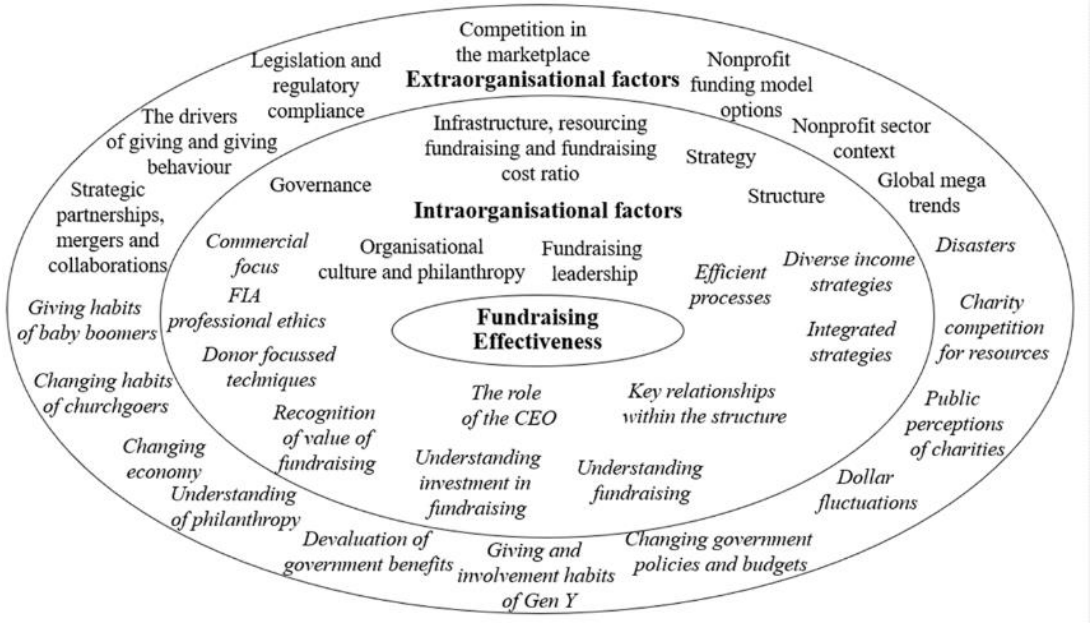 Competition in
the marketplace
Extraorganisational factors
Legislation and
regulatory
compliance
Nonprofit
funding model
options
The drivers
of giving and giving
behaviour
Nonprofit sector
context
Strategic
partnerships,
mergers and
collaborations
Global mega
trends
Infrastructure, resourcing
fundraising and fundraising
cost ratio
Strategy
Governance
Structure
Intraorganisational factors
Commercial
focus
Organisational
culture and philanthropy
Fundraising
leadership
Efficient
processes
Diverse income
strategies
Disasters
FIA
professional ethics
Giving habits
of baby boomers
Fundraising
Effectiveness
Integrated
strategies
Charity
competition
for resources
Donor focussed
techniques
Changing habits
of churchgoers
The role
of the CEO
Key relationships
within the structure
Public
perceptions
of charities
Recognition
of value of
fundraising
Changing
economy
Understanding
investment in
fundraising
Understanding
fundraising
Dollar
fluctuations
Understanding
of philanthropy
Devaluation of
government benefits
Giving and
involvement habits
of Gen Y
Changing government
policies and budgets